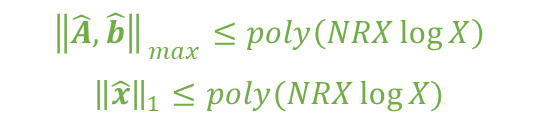 ‖Â, b̂‖max ≤ poly(NRX log X)
‖x̂‖1 ≤ poly(NRX log X)